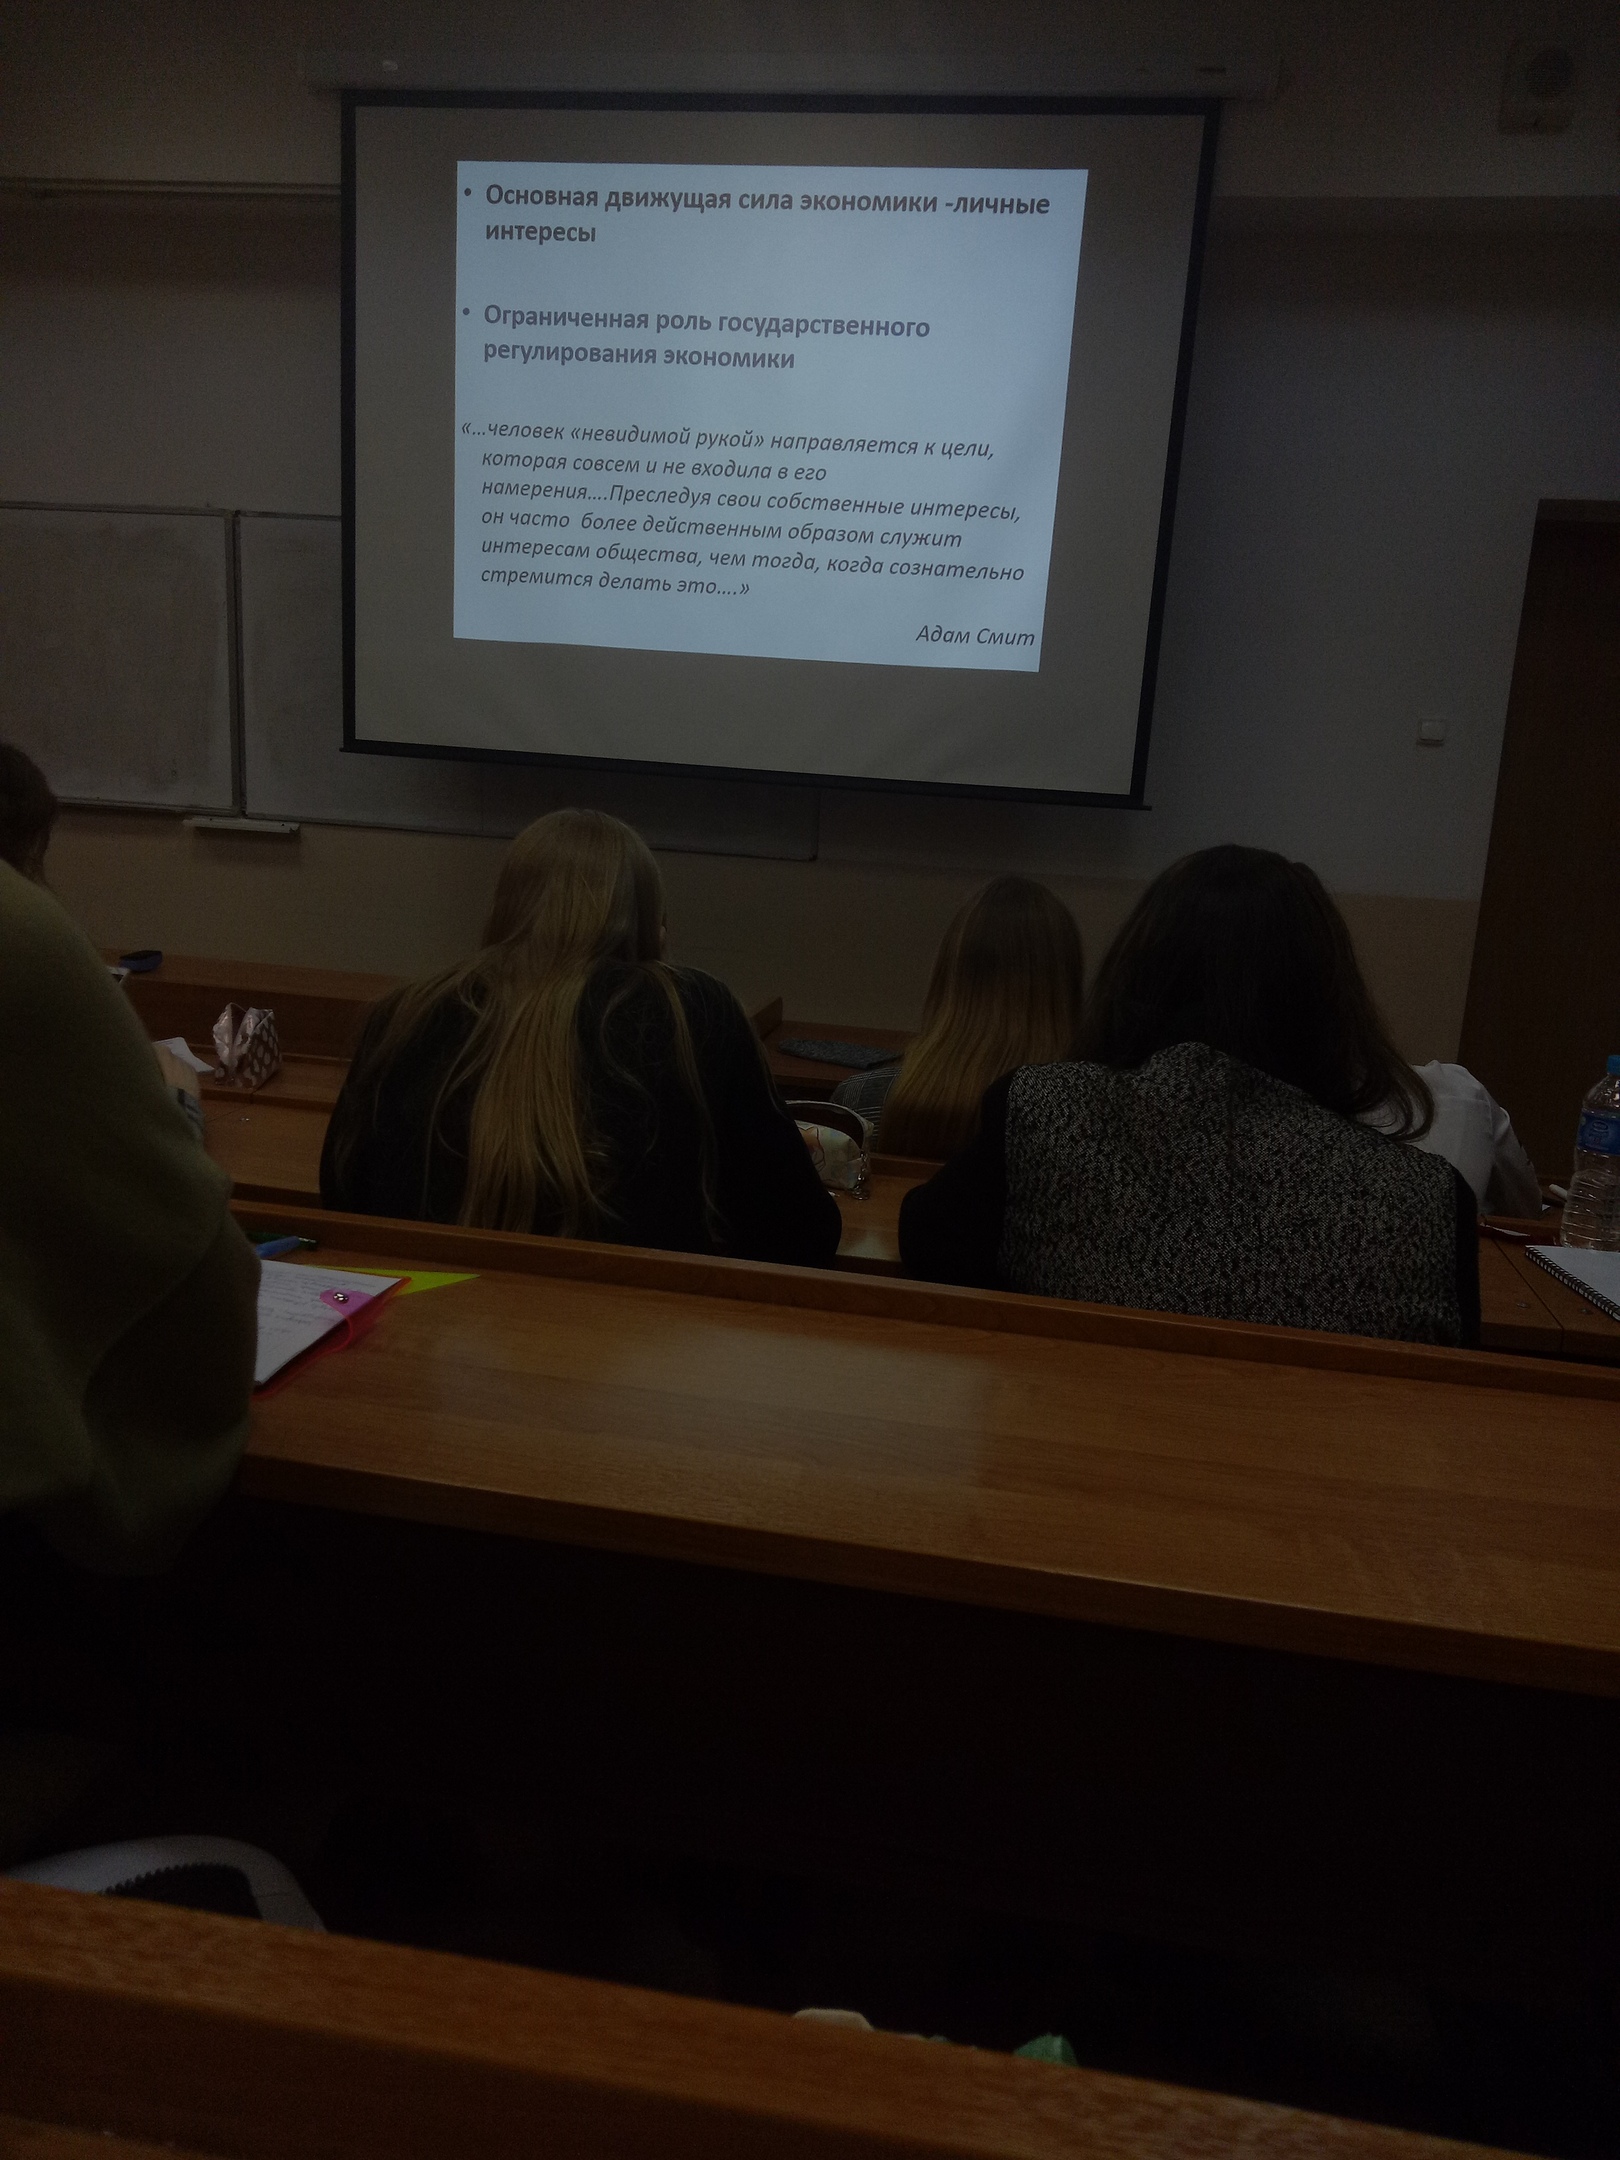 • Основная движущая сила экономики -личные
интересы
• Ограниченная роль государственного
регулирования экономики
«...человек «невидимой рукой» направляется к цели,
которая совсем и не входила в его
намерения....Преследуя свои собственные интересы,
он часто более действенным образом служит
интересам общества, чем тогда, когда сознательно
стремится делать это....»
Адам Смит